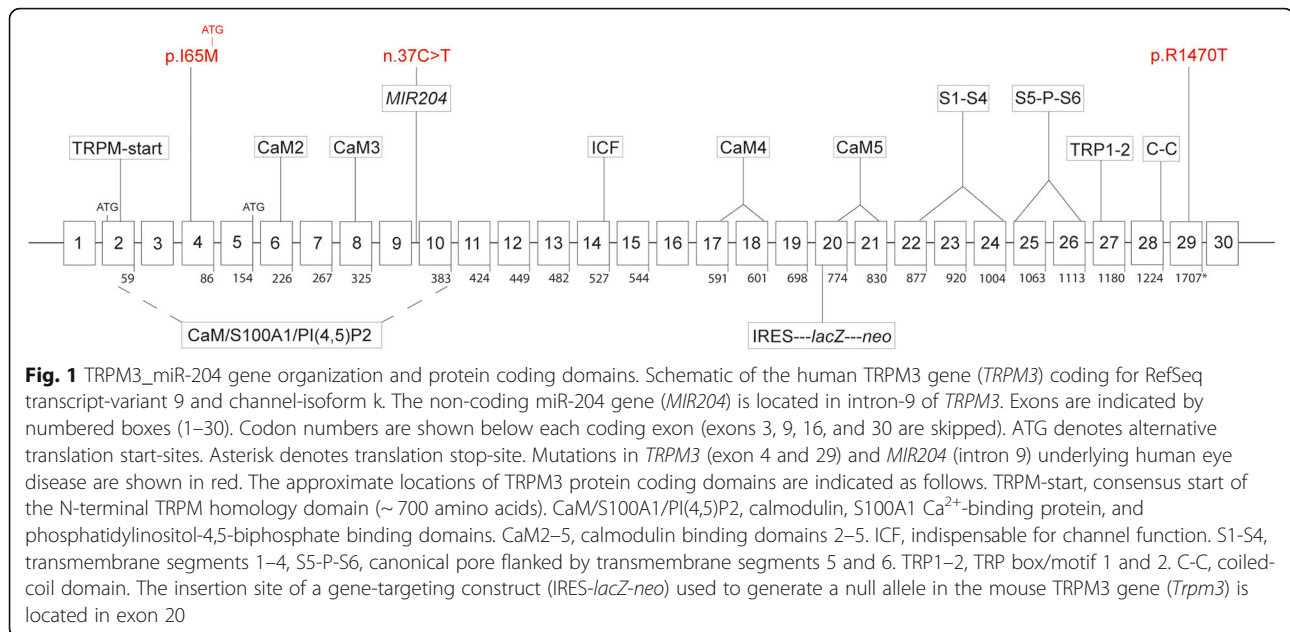 ATG
p.I65M n.37C>T p.R1470T
MIR204 S1-S4 S5-P-S6
TRPM-start CaM2 CaM3 ICF CaM4 CaM5 TRP1-2 C-C
ATG ATG
1 2 3 4 5 6 7 8 9 10 11 12 13 14 15 16 17 18 19 20 21 22 23 24 25 26 27 28 29 30
59 86 154 226 267 325 383 424 449 482 527 544 591 601 698 774 830 877 920 1004 1063 1113 1180 1224 1707*
CaM/S100A1/PI(4,5)P2 IRES---lacZ---neo
Fig. 1 TRPM3_miR-204 gene organization and protein coding domains. Schematic of the human TRPM3 gene (TRPM3) coding for RefSeq
transcript-variant 9 and channel-isoform k. The non-coding miR-204 gene (MIR204) is located in intron-9 of TRPM3. Exons are indicated by
numbered boxes (1–30). Codon numbers are shown below each coding exon (exons 3, 9, 16, and 30 are skipped). ATG denotes alternative
translation start-sites. Asterisk denotes translation stop-site. Mutations in TRPM3 (exon 4 and 29) and MIR204 (intron 9) underlying human eye
disease are shown in red. The approximate locations of TRPM3 protein coding domains are indicated as follows. TRPM-start, consensus start of
the N-terminal TRPM homology domain (~ 700 amino acids). CaM/S100A1/PI(4,5)P2, calmodulin, S100A1 Ca2+-binding protein, and
phosphatidylinositol-4,5-biphosphate binding domains. CaM2–5, calmodulin binding domains 2–5. ICF, indispensable for channel function. S1-S4,
transmembrane segments 1–4, S5-P-S6, canonical pore flanked by transmembrane segments 5 and 6. TRP1–2, TRP box/motif 1 and 2. C-C, coiled-
coil domain. The insertion site of a gene-targeting construct (IRES-lacZ-neo) used to generate a null allele in the mouse TRPM3 gene (Trpm3) is
located in exon 20